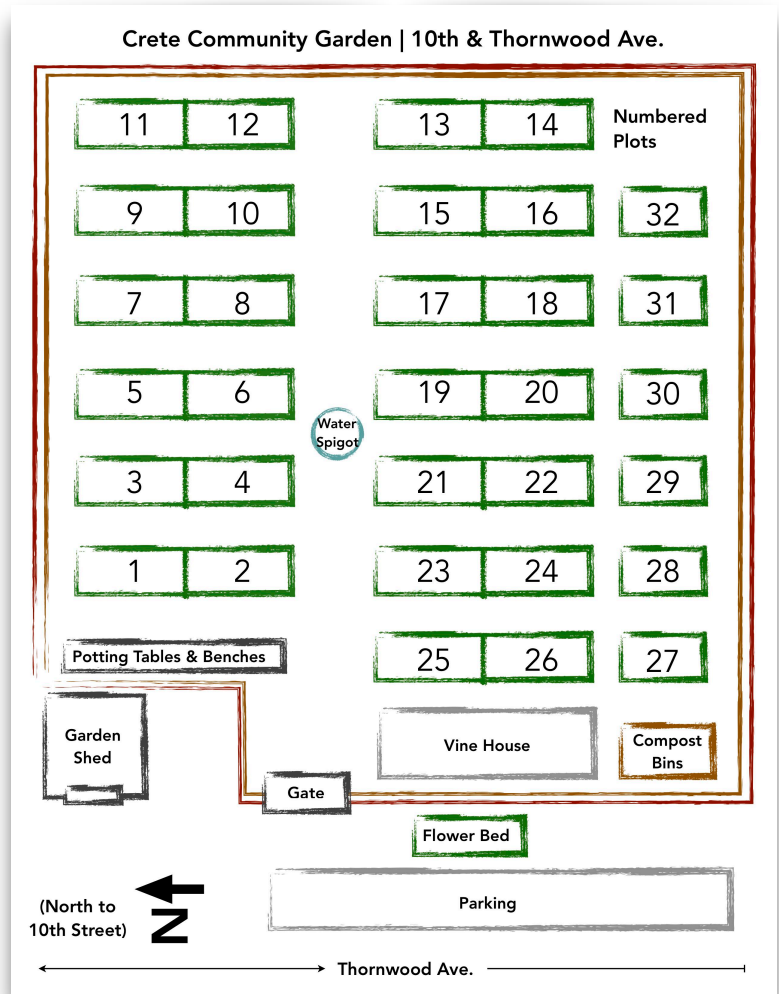 Crete Community Garden | 10th & Thornwood Ave.
11 12 13 14 Numbered
Plots
9 10 15 16 32
7 8 17 18 31
5 6 19 20 30
Water
Spigot
3 4 21 22 29
1 2 23 24 28
Potting Tables & Benches 25 26 27
Garden
Shed
Vine House
Compost
Bins
Gate
Flower Bed
Parking
(North to
10th Street)
N
Thornwood Ave.